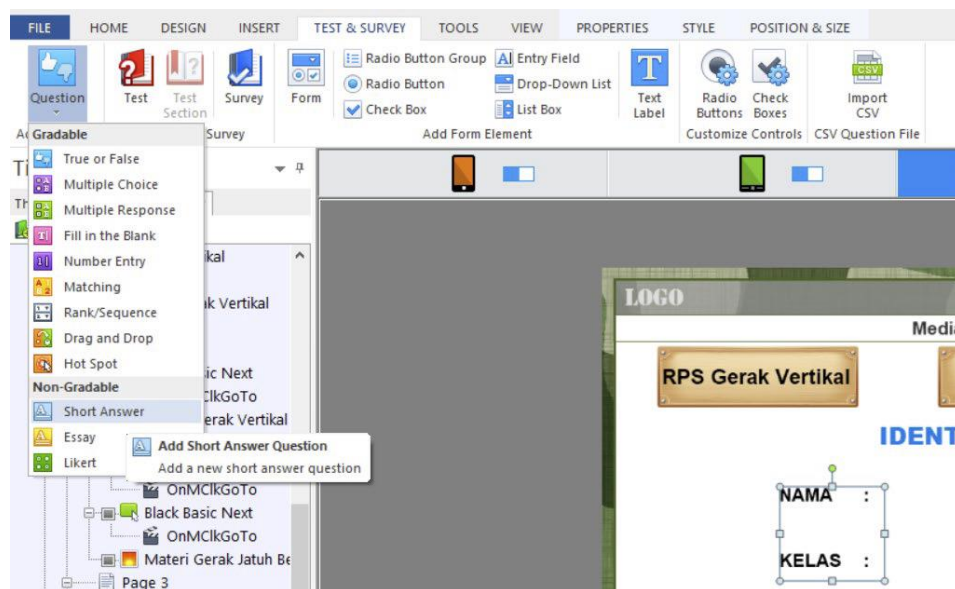 FILE HOME DESIGN INSERT TEST & SURVEY TOOLS VIEW PROPERTIES STYLE POSITION & SIZE
Question
Test
Test Section
Survey
Form
Radio Button Group
Radio Button
Check Box
Entry Field
Drop-Down List
List Box
Text Label
Radio Buttons
Check Boxes
Import CSV
Survey
Add Form Element
Customize Controls
CSV Question File
Gradable
True or False
Multiple Choice
Multiple Response
Fill in the Blank
Number Entry
Matching
Rank/Sequence
Drag and Drop
Hot Spot
Non-Gradable
Short Answer
Essay
Likert
Add Short Answer Question
Add a new short answer question
Ti
Th
kal
ak Vertikal
ic Next
ClkGoTo
erak Vertikal
OnMClkGoTo
Black Basic Next
OnMClkGoTo
Materi Gerak Jatuh Be
Page 3
LOGO
Media
RPS Gerak Vertikal
IDENT
NAMA :
KELAS :